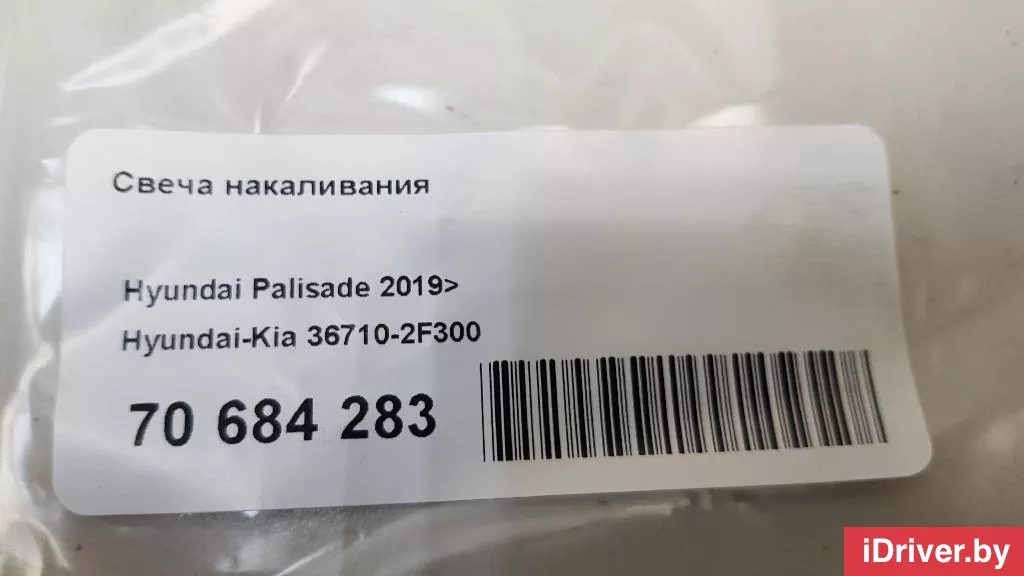 Свеча накаливания
Hyundai Palisade 2019>
Hyundai-Kia 36710-2F300
70 684 283
iDriver.by